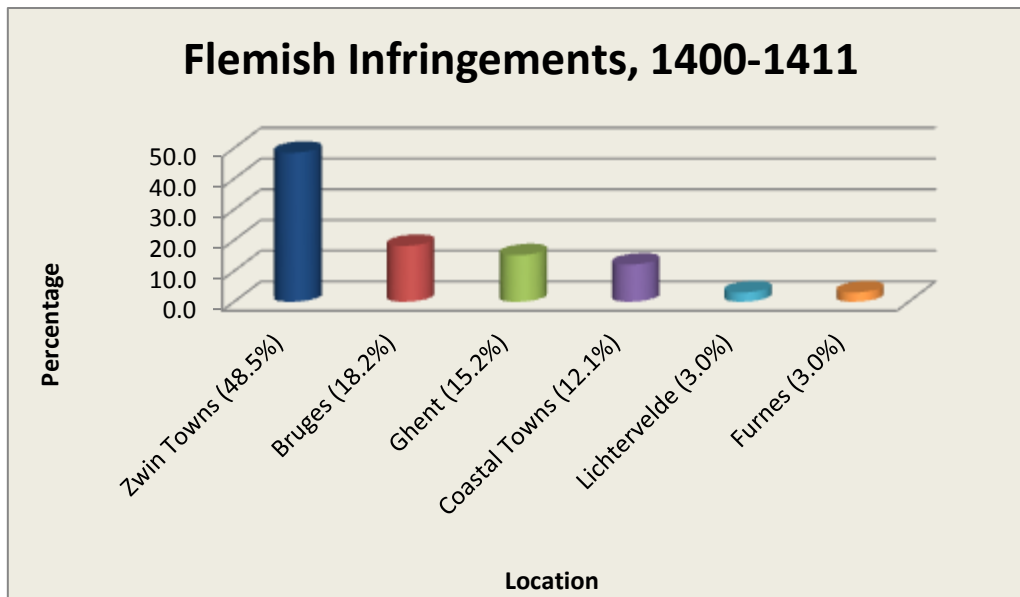 Flemish Infringements, 1400-1411
50.0
40.0
30.0
20.0
10.0
0.0
Percentage
Zwin Towns (48.5%)
Bruges (18.2%)
Ghent (15.2%)
Coastal Towns (12.1%)
Lichtervelde (3.0%)
Furnes (3.0%)
Location